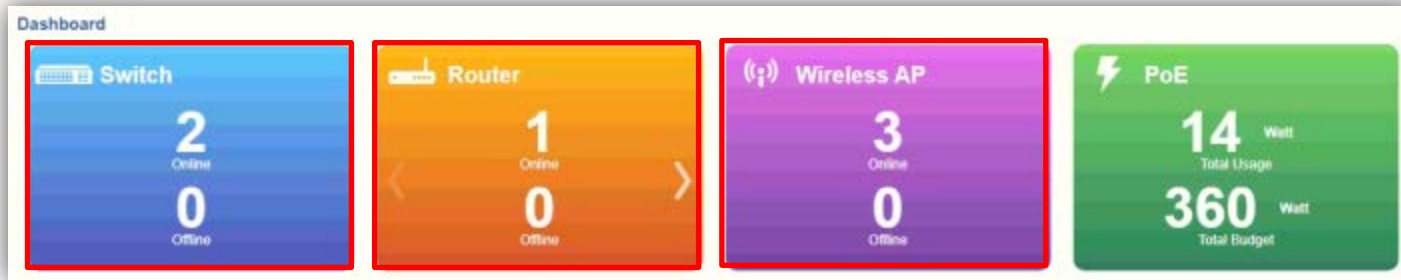 Dashboard
Switch
2
Online
0
Offline
Router
1
Online
0
Offline
Wireless AP
3
Online
0
Offline
PoE
14 Watt
Total Usage
360 Watt
Total Budget